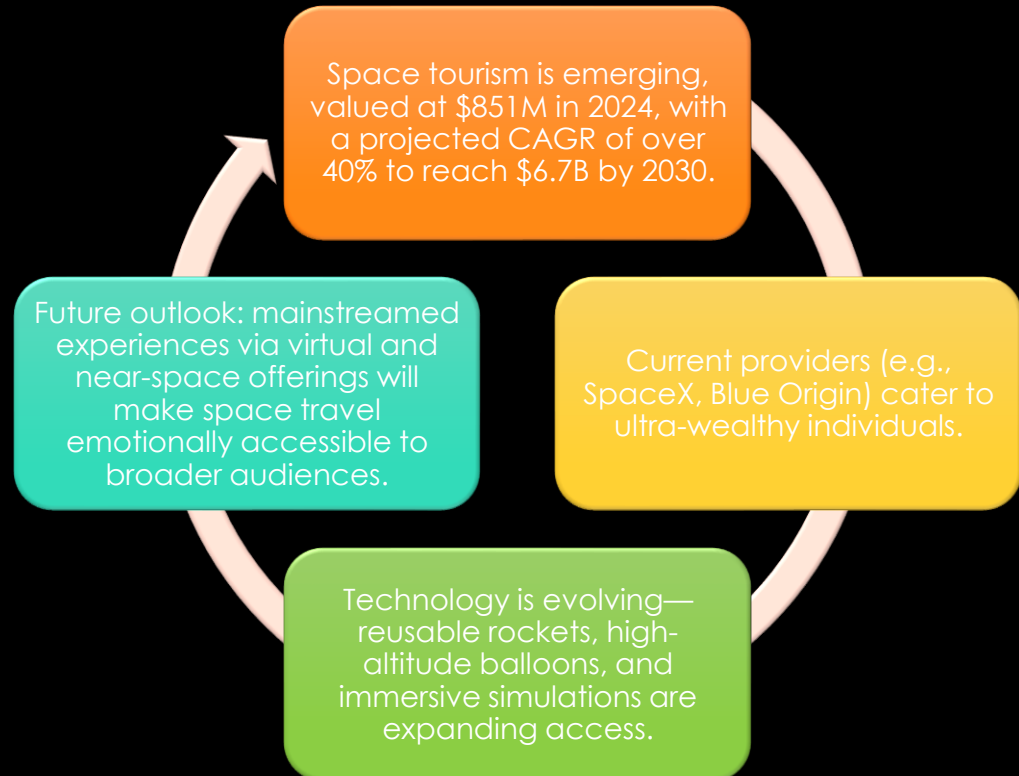 Space tourism is emerging,
valued at $851M in 2024, with
a projected CAGR of over
40% to reach $6.7B by 2030.
Current providers (e.g.,
SpaceX, Blue Origin) cater to
ultra-wealthy individuals.
Technology is evolving—
reusable rockets, high-
altitude balloons, and
immersive simulations are
expanding access.
Future outlook: mainstreamed
experiences via virtual and
near-space offerings will
make space travel
emotionally accessible to
broader audiences.